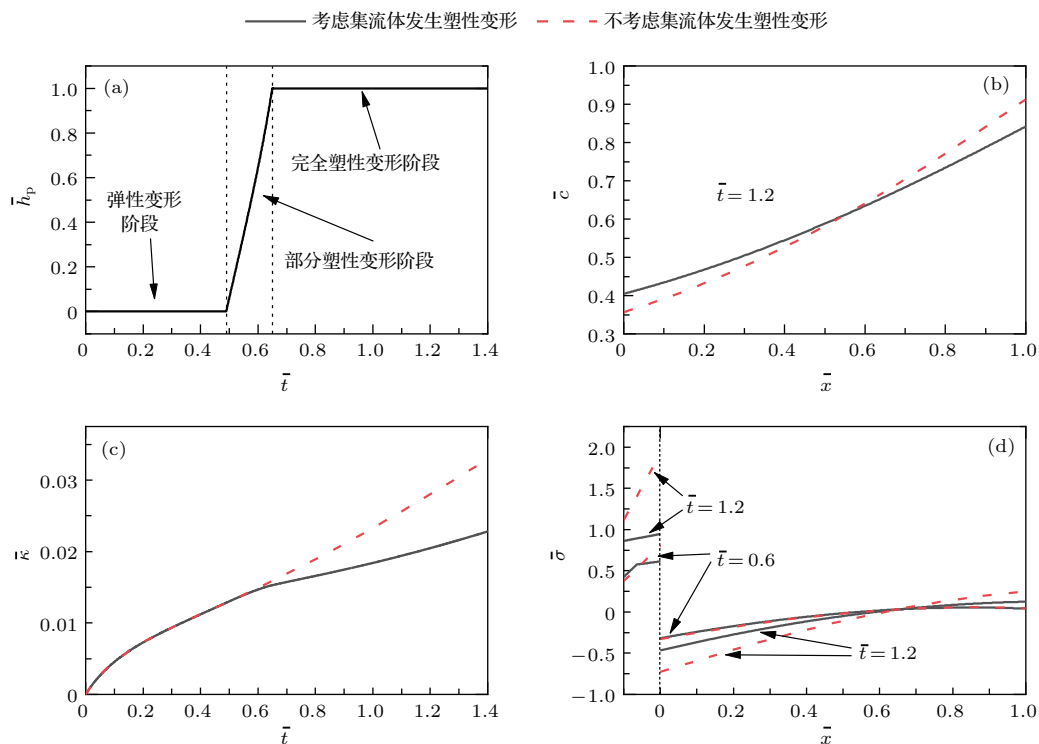 考虑集流体发生塑性变形 不考虑集流体发生塑性变形
(a)
1.0
0.8
0.6
0.4
0.2
0
h̄p
弹性变形
阶段
完全塑性变形阶段
部分塑性变形阶段
0 0.2 0.4 0.6 0.8 1.0 1.2 1.4
t̄
(b)
1.0
0.9
0.8
0.7
0.6
0.5
0.4
0.3
c̄
t̄=1.2
0 0.2 0.4 0.6 0.8 1.0
x̄
(c)
0.03
0.02
0.01
0
κ̄
0 0.2 0.4 0.6 0.8 1.0 1.2 1.4
t̄
(d)
2.0
1.5
1.0
0.5
0
−0.5
−1.0
σ̄
t̄=1.2
t̄=0.6
t̄=1.2
0 0.2 0.4 0.6 0.8 1.0
x̄